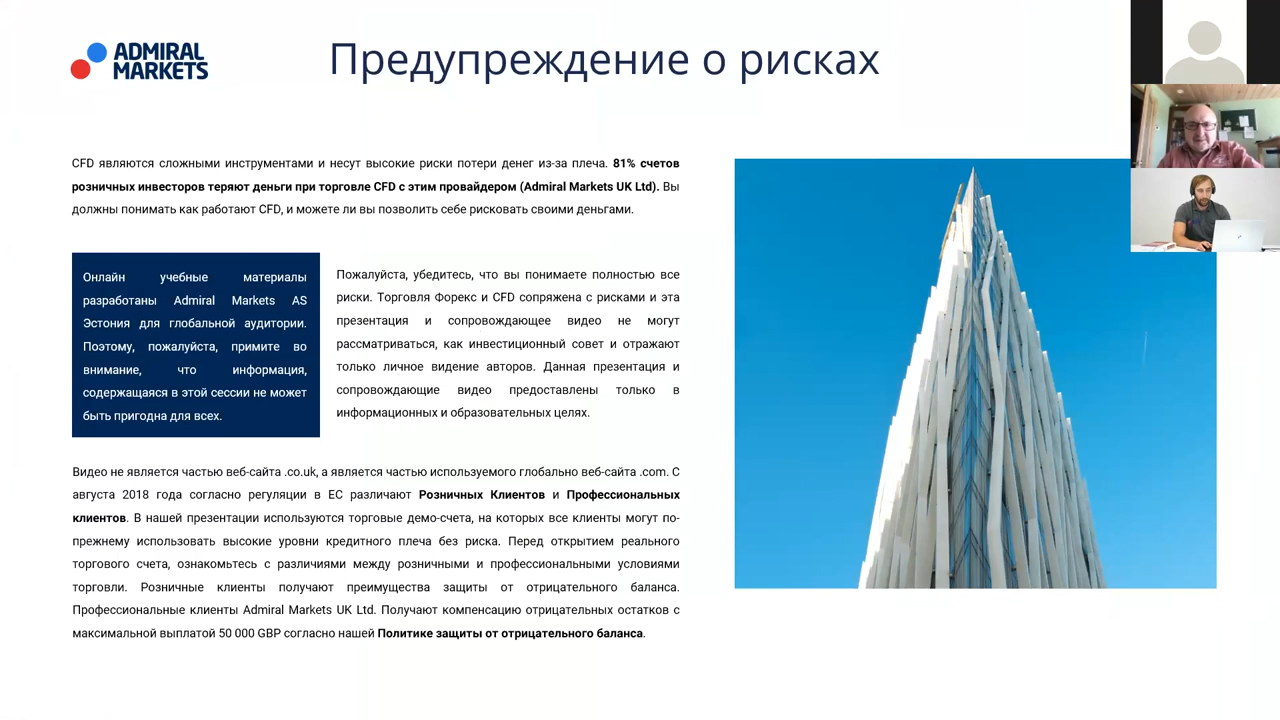 ADMIRAL
MARKETS
Предупреждение о рисках
CFD являются сложными инструментами и несут высокие риски потери денег из-за плеча. 81% счетов
розничных инвесторов теряют деньги при торговле CFD с этим провайдером (Admiral Markets UK Ltd). Вы
должны понимать как работают CFD, и можете ли вы позволить себе рисковать своими деньгами.
Онлайн учебные материалы
разработаны Admiral Markets AS
Эстония для глобальной аудитории.
Поэтому, пожалуйста, примите во
внимание, что информация,
содержащаяся в этой сессии не может
быть пригодна для всех.
Пожалуйста, убедитесь, что вы понимаете полностью все
риски. Торговля Форекс и CFD сопряжена с рисками и эта
презентация и сопровождающее видео не могут
рассматриваться, как инвестиционный совет и отражают
только личное видение авторов. Данная презентация и
сопровождающие видео предоставлены только в
информационных и образовательных целях.
Видео не является частью веб-сайта .co.uk, а является частью используемого глобально веб-сайта .com. С
августа 2018 года согласно регуляции в ЕС различают Розничных Клиентов и Профессиональных
клиентов. В нашей презентации используются торговые демо-счета, на которых все клиенты могут по-
прежнему использовать высокие уровни кредитного плеча без риска. Перед открытием реального
торгового счета, ознакомьтесь с различиями между розничными и профессиональными условиями
торговли. Розничные клиенты получают преимущества защиты от отрицательного баланса.
Профессиональные клиенты Admiral Markets UK Ltd. Получают компенсацию отрицательных остатков с
максимальной выплатой 50 000 GBP согласно нашей Политике защиты от отрицательного баланса.